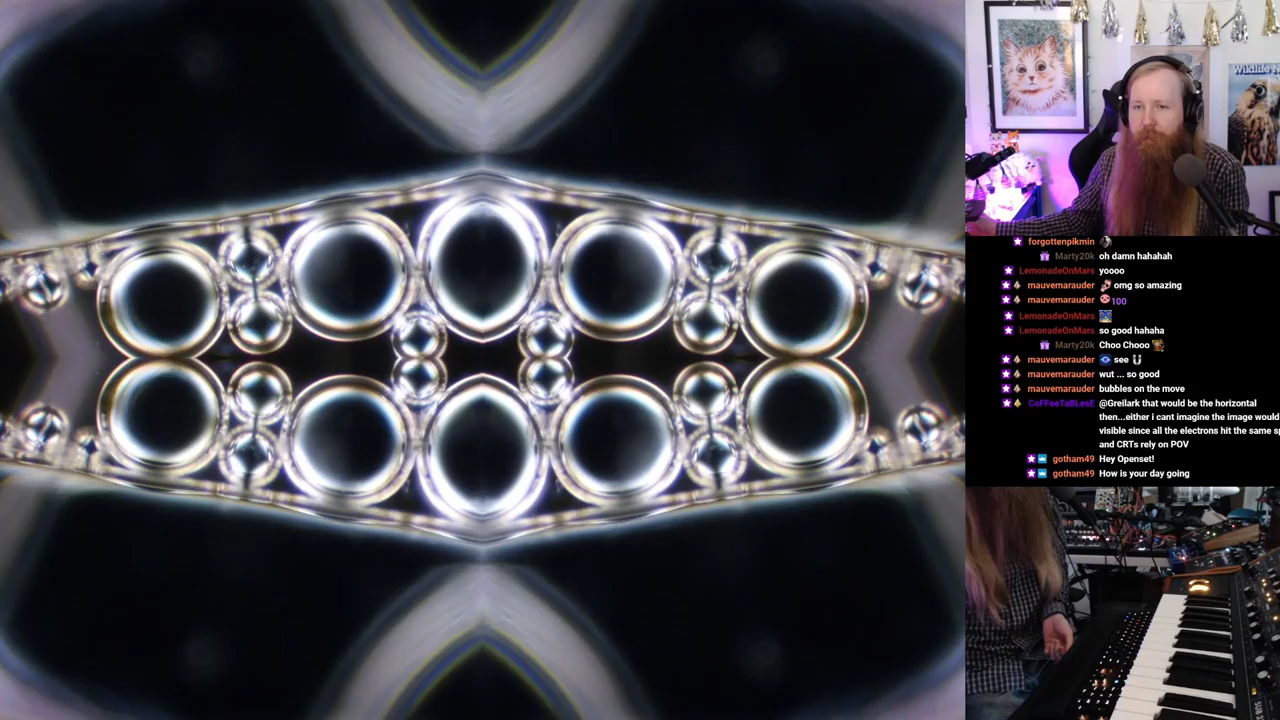 Wildlife
forgottenpikmin
Marty20k oh damn hahahah
LemonadeOnMars yoooo
mauvemarauder omg so amazing
mauvemarauder 100
LemonadeOnMars
LemonadeOnMars so good hahaha
Marty20k Choo Chooo
mauvemarauder see
mauvemarauder wut ... so good
mauvemarauder bubbles on the move
CoFFeeTaBLesE @Greilark that would be the horizontal
then...either i cant imagine the image would
visible since all the electrons hit the same
and CRTs rely on POV
gotham49 Hey Openset!
gotham49 How is your day going
SUB